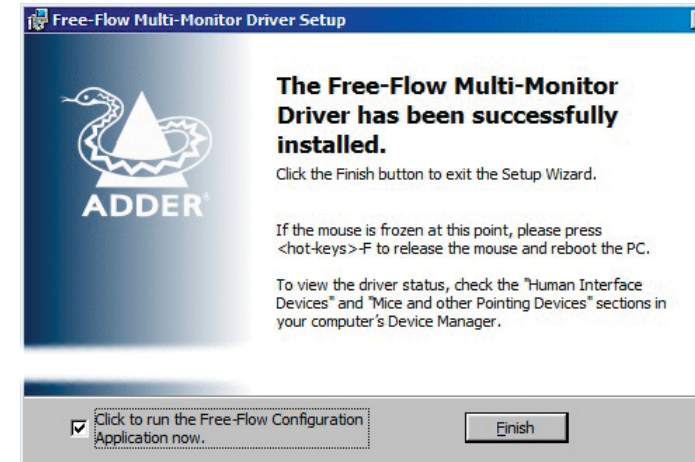 Free-Flow Multi-Monitor Driver Setup
The Free-Flow Multi-Monitor
Driver has been successfully
installed.
Click the Finish button to exit the Setup Wizard.
ADDER®
If the mouse is frozen at this point, please press
<hot-keys>-F to release the mouse and reboot the PC.
To view the driver status, check the "Human Interface
Devices" and "Mice and other Pointing Devices" sections in
your computer's Device Manager.
Click to run the Free-Flow Configuration
Application now.
Finish